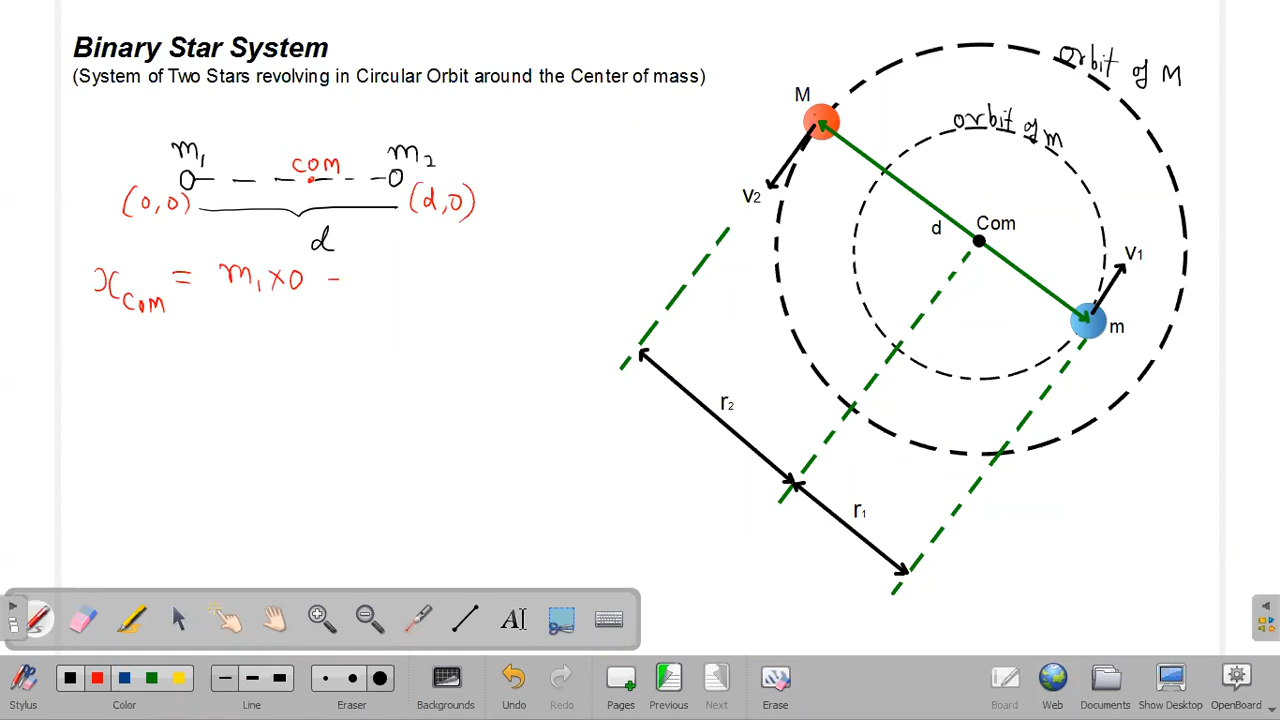 Binary Star System
(System of Two Stars revolving in Circular Orbit around the Center of mass)
m1 com m2
(0,0) (d,0)
d
xcom = m1×0 -
orbit of M
M
orbit of m
v2
Com
d
v1
m
r2
r1
Stylus Color Line Eraser Backgrounds Undo Redo Pages Previous Next Erase Board Web Documents Show Desktop OpenBoard